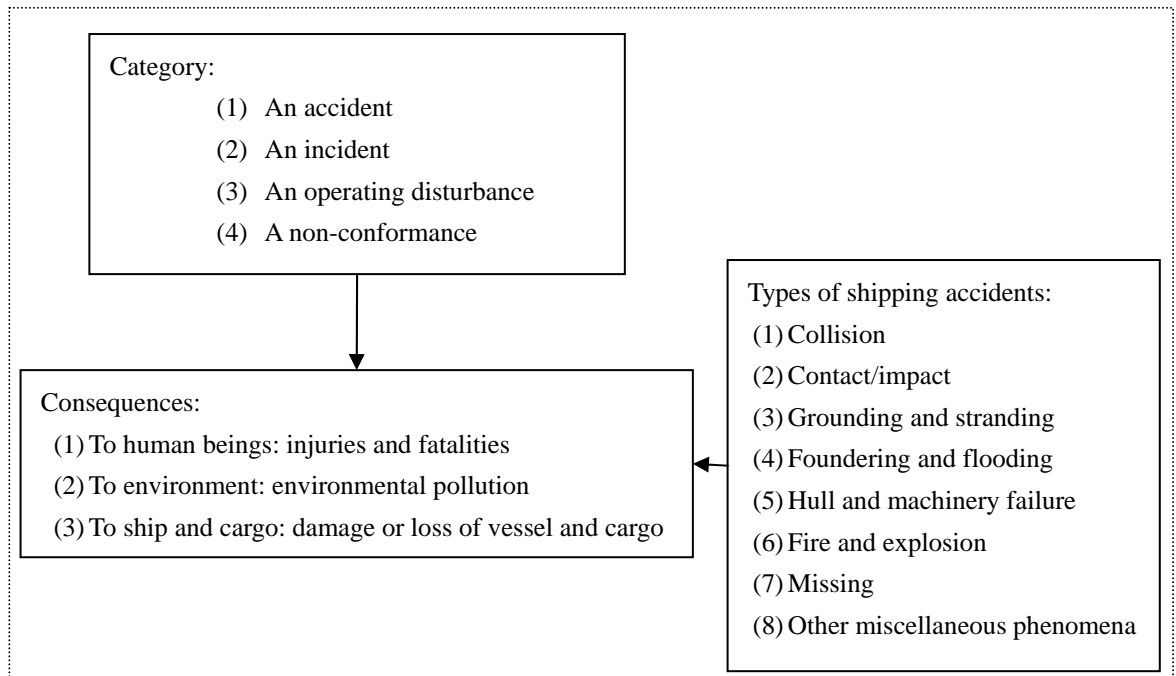 Category:
(1) An accident
(2) An incident
(3) An operating disturbance
(4) A non-conformance
Consequences:
(1) To human beings: injuries and fatalities
(2) To environment: environmental pollution
(3) To ship and cargo: damage or loss of vessel and cargo
Types of shipping accidents:
(1) Collision
(2) Contact/impact
(3) Grounding and stranding
(4) Foundering and flooding
(5) Hull and machinery failure
(6) Fire and explosion
(7) Missing
(8) Other miscellaneous phenomena